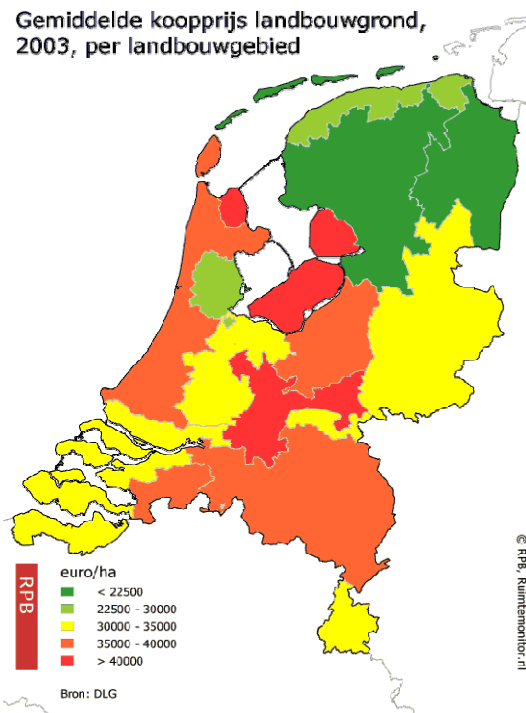 Gemiddelde koopprijs landbouwgrond,
2003, per landbouwgebied
euro/ha
< 22500
22500 - 30000
30000 - 35000
35000 - 40000
> 40000
RPB
Bron: DLG
© RPB, Ruimtemonitor.nl